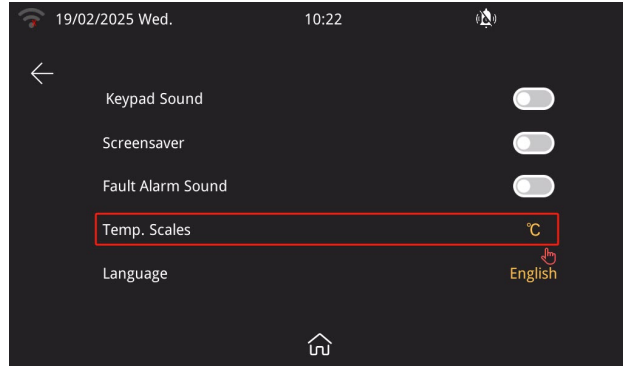 19/02/2025 Wed. 10:22
Keypad Sound
Screensaver
Fault Alarm Sound
Temp. Scales ℃
Language English